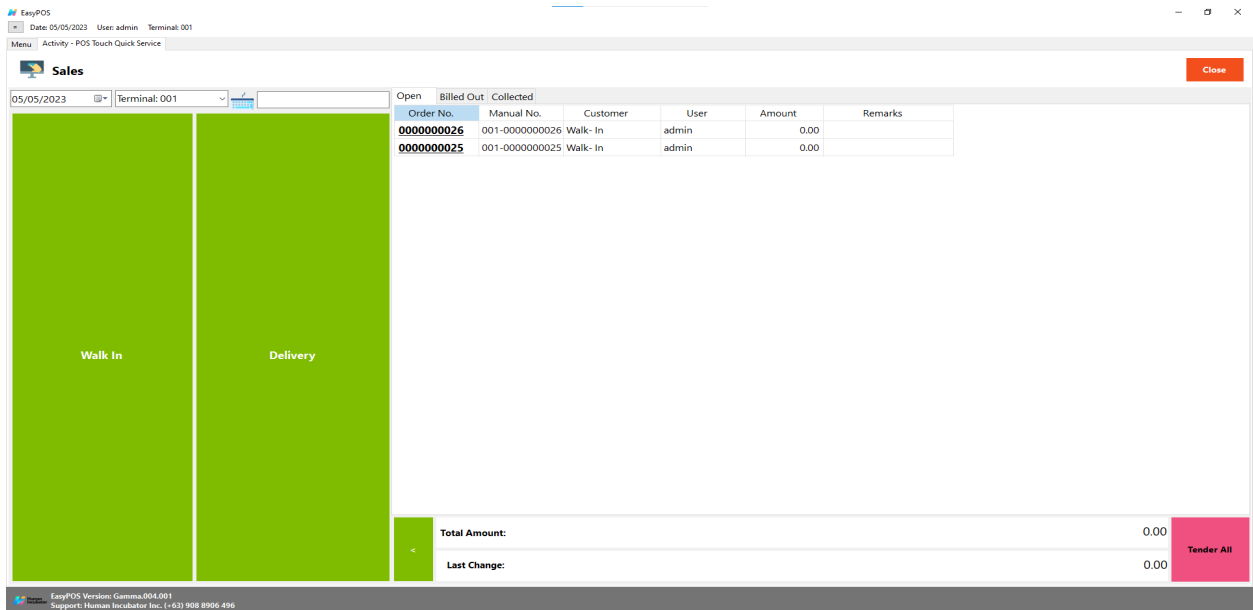 EasyPOS
Date: 05/05/2023 User: admin Terminal: 001
Menu Activity - POS Touch Quick Service
Sales
Close
05/05/2023 Terminal: 001
Open Billed Out Collected
Order No. Manual No. Customer User Amount Remarks
0000000026 001-0000000026 Walk- In admin 0.00
0000000025 001-0000000025 Walk- In admin 0.00
Walk In
Delivery
<
Total Amount: 0.00
Last Change: 0.00
Tender All
Human Incubator
EasyPOS Version: Gamma.004.001
Support: Human Incubator Inc. (+63) 908 8906 496